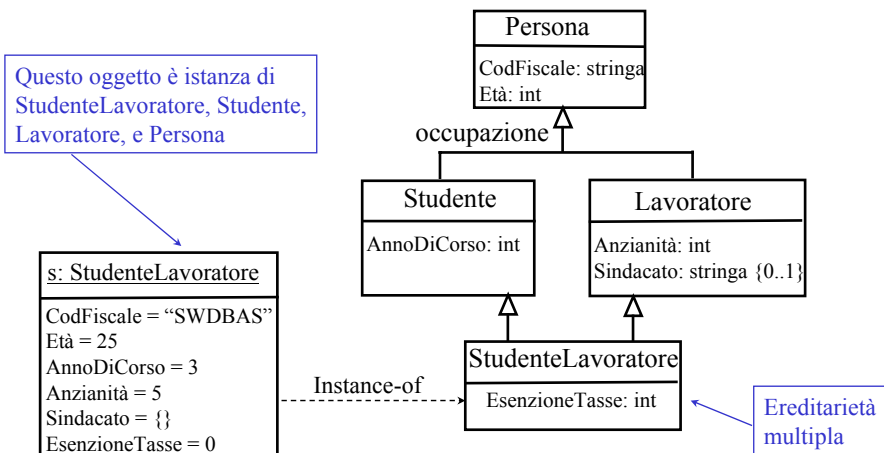 Persona
CodFiscale: stringa
Età: int
Questo oggetto è istanza di
StudenteLavoratore, Studente,
Lavoratore, e Persona
occupazione
Studente
AnnoDiCorso: int
Lavoratore
Anzianità: int
Sindacato: stringa {0..1}
s: StudenteLavoratore
CodFiscale = “SWDBAS”
Età = 25
AnnoDiCorso = 3
Anzianità = 5
Sindacato = {}
EsenzioneTasse = 0
Instance-of
StudenteLavoratore
EsenzioneTasse: int
Ereditarietà
multipla